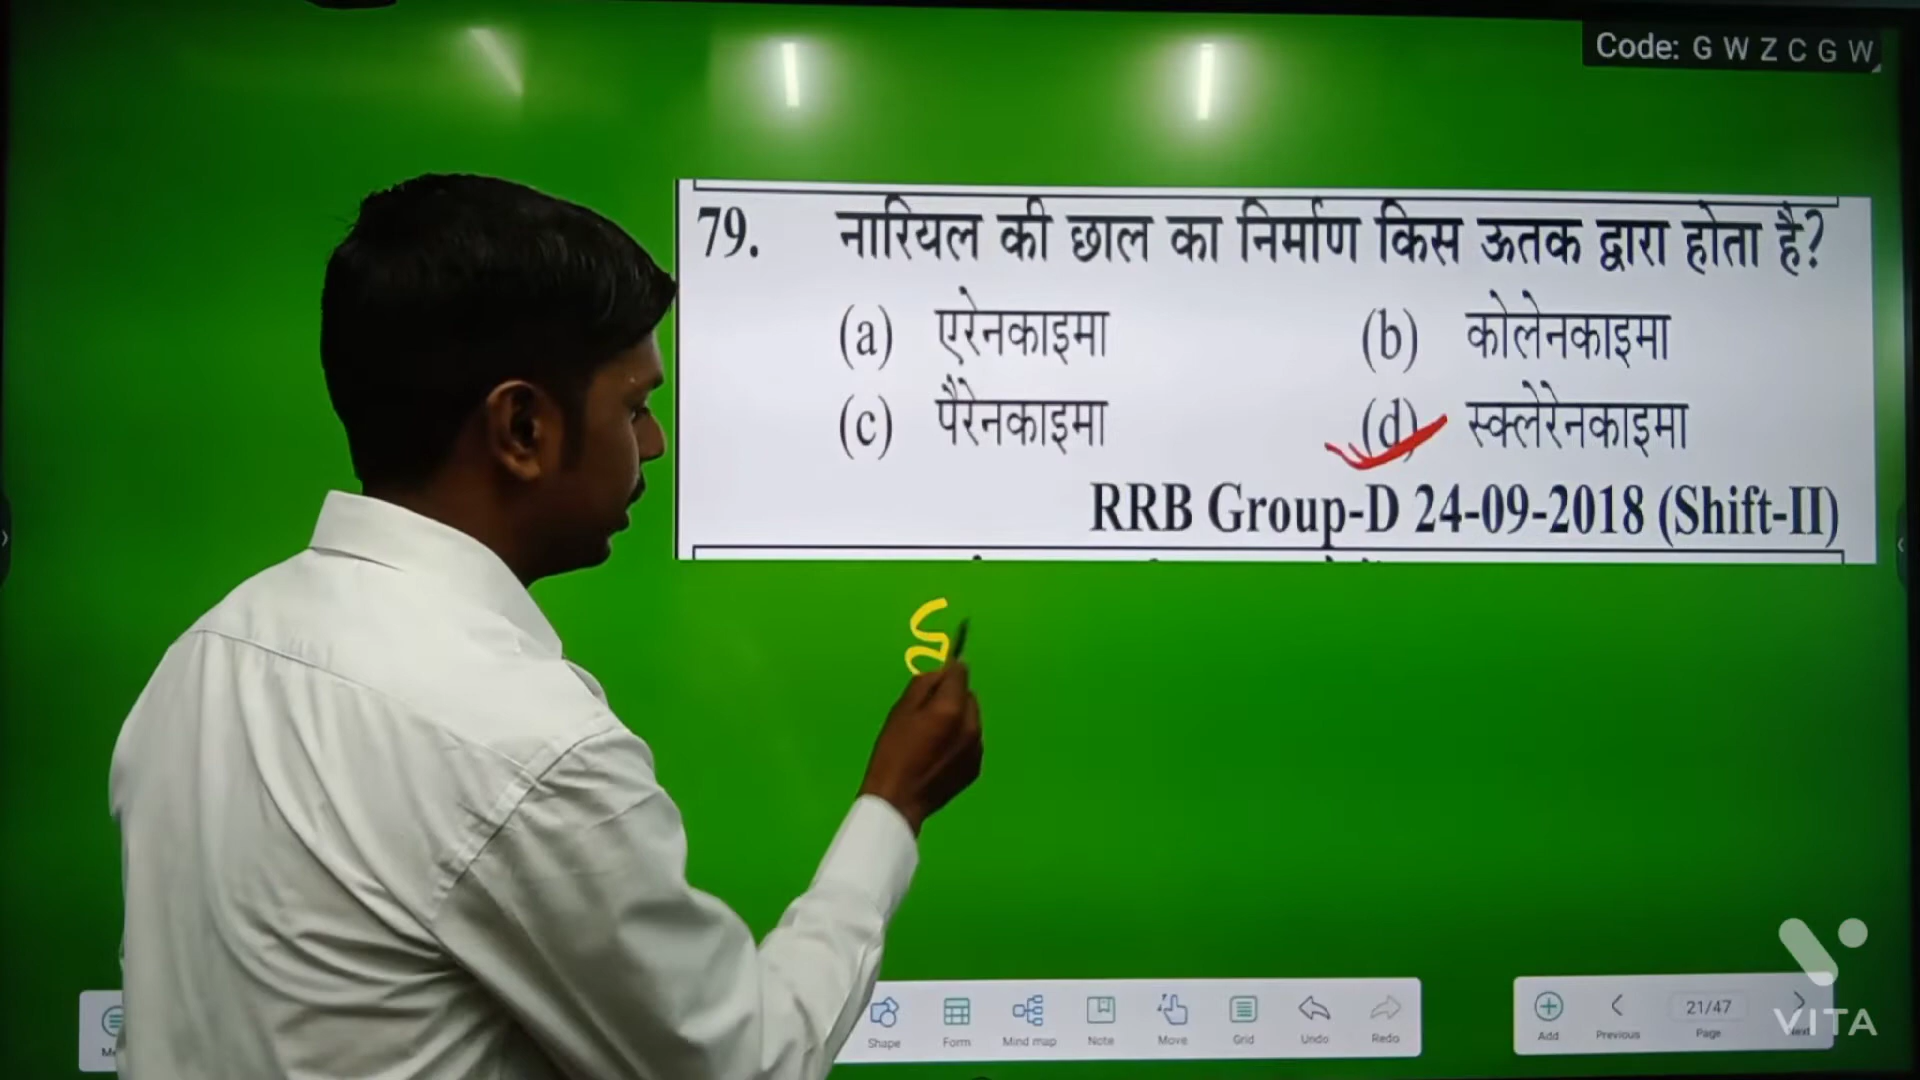 Code: G W Z C G W
79. नारियल की छाल का निर्माण किस ऊतक द्वारा होता है?
(a) एरेनकाइमा (b) कोलेनकाइमा
(c) पैरेनकाइमा (d) स्क्लेरेनकाइमा
RRB Group-D 24-09-2018 (Shift-II)
Shape Form Mind map Note Move Grid Undo Redo
Add Previous 21/47 Page
VITA